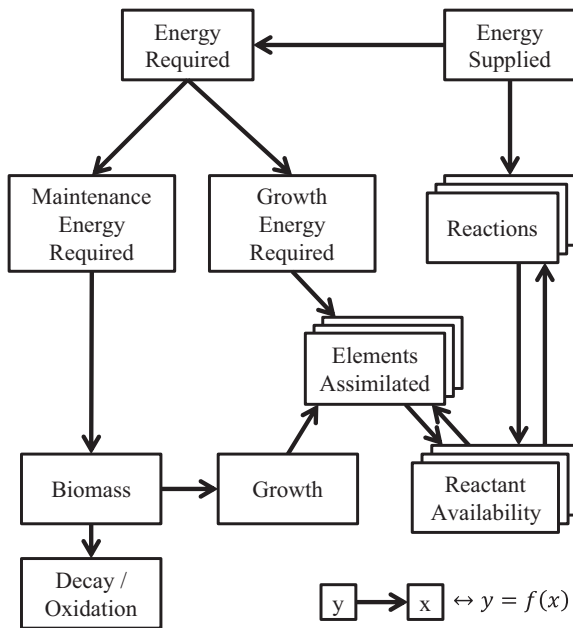 Energy
Required
Energy
Supplied
Maintenance
Energy
Required
Growth
Energy
Required
Reactions
Elements
Assimilated
Biomass
Growth
Reactant
Availability
Decay /
Oxidation
y x ↔ y = f(x)